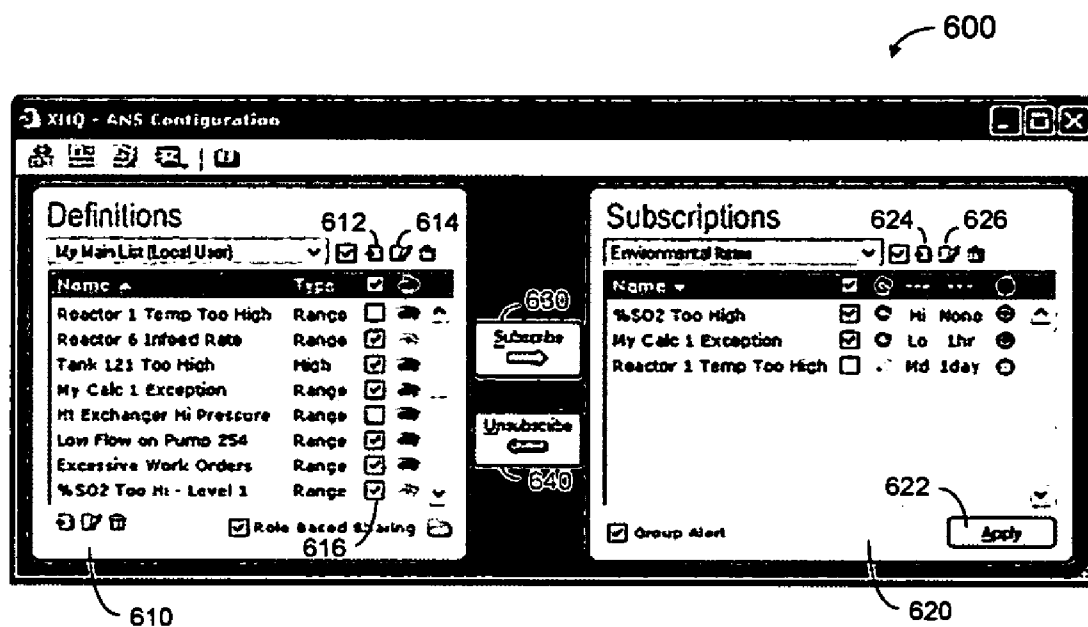 600
XHQ - ANS Configuration
Definitions
612
614
My Main List (Local User)
Name Type
Reactor 1 Temp Too High Range
Reactor 6 Infeed Rate Range
Tank 121 Too High High
My Calc 1 Exception Range
Ht Exchanger Hi Pressure Range
Low Flow on Pump 254 Range
Excessive Work Orders Range
%SO2 Too Hi - Level 1 Range
Role Based Sharing
616
610
630
Subscribe
Unsubscribe
640
Subscriptions
624
626
Environmental Items
Name --- ---
%SO2 Too High Hi None
My Calc 1 Exception Lo 1hr
Reactor 1 Temp Too High Md 1day
622
Group Alert
Apply
620